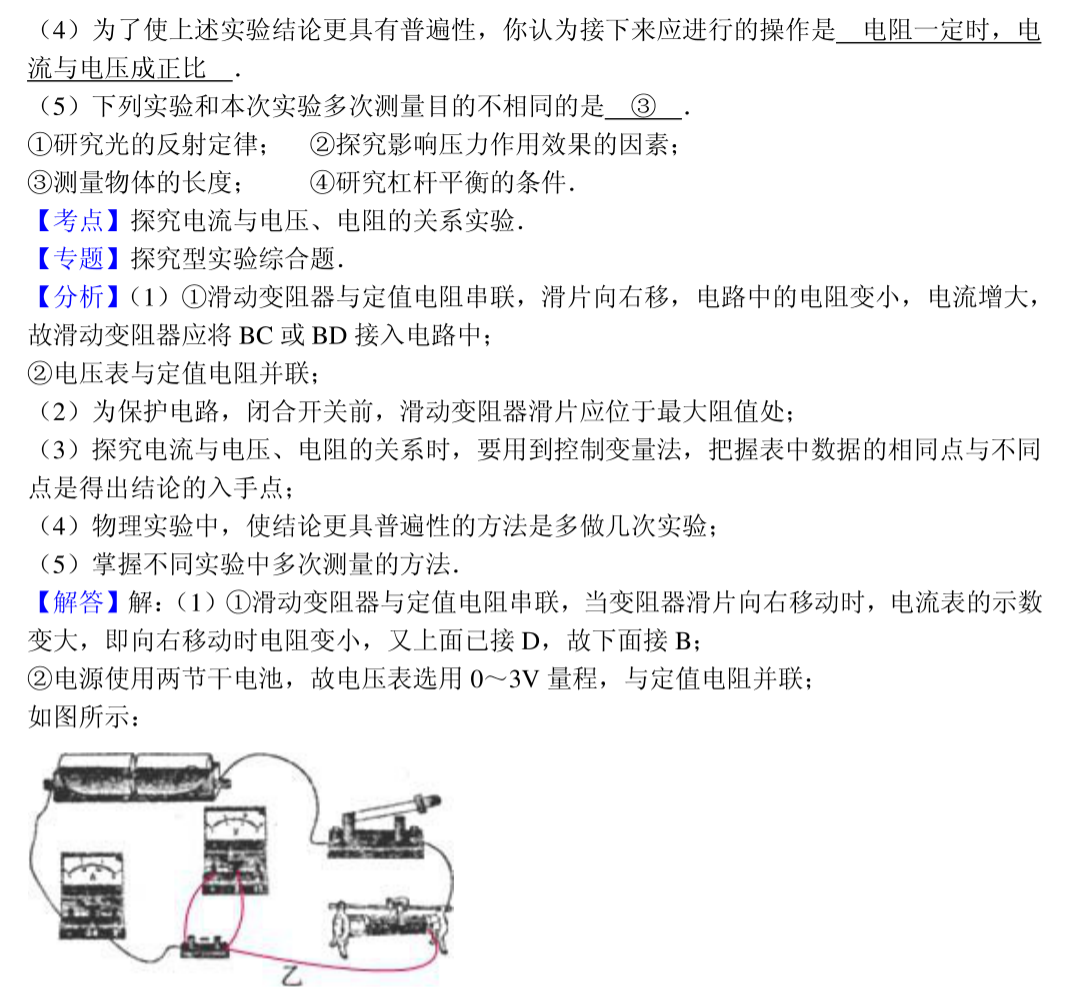 （4）为了使上述实验结论更具有普遍性，你认为接下来应进行的操作是　电阻一定时，电
流与电压成正比　．
（5）下列实验和本次实验多次测量目的不相同的是　③　．
①研究光的反射定律；　②探究影响压力作用效果的因素；
③测量物体的长度；　　④研究杠杆平衡的条件．
【考点】探究电流与电压、电阻的关系实验．
【专题】探究型实验综合题．
【分析】（1）①滑动变阻器与定值电阻串联，滑片向右移，电路中的电阻变小，电流增大，
故滑动变阻器应将 BC 或 BD 接入电路中；
②电压表与定值电阻并联；
（2）为保护电路，闭合开关前，滑动变阻器滑片应位于最大阻值处；
（3）探究电流与电压、电阻的关系时，要用到控制变量法，把握表中数据的相同点与不同
点是得出结论的入手点；
（4）物理实验中，使结论更具普遍性的方法是多做几次实验；
（5）掌握不同实验中多次测量的方法．
【解答】解：（1）①滑动变阻器与定值电阻串联，当变阻器滑片向右移动时，电流表的示数
变大，即向右移动时电阻变小，又上面已接 D，故下面接 B；
②电源使用两节干电池，故电压表选用 0～3V 量程，与定值电阻并联；
如图所示：
V
A
乙